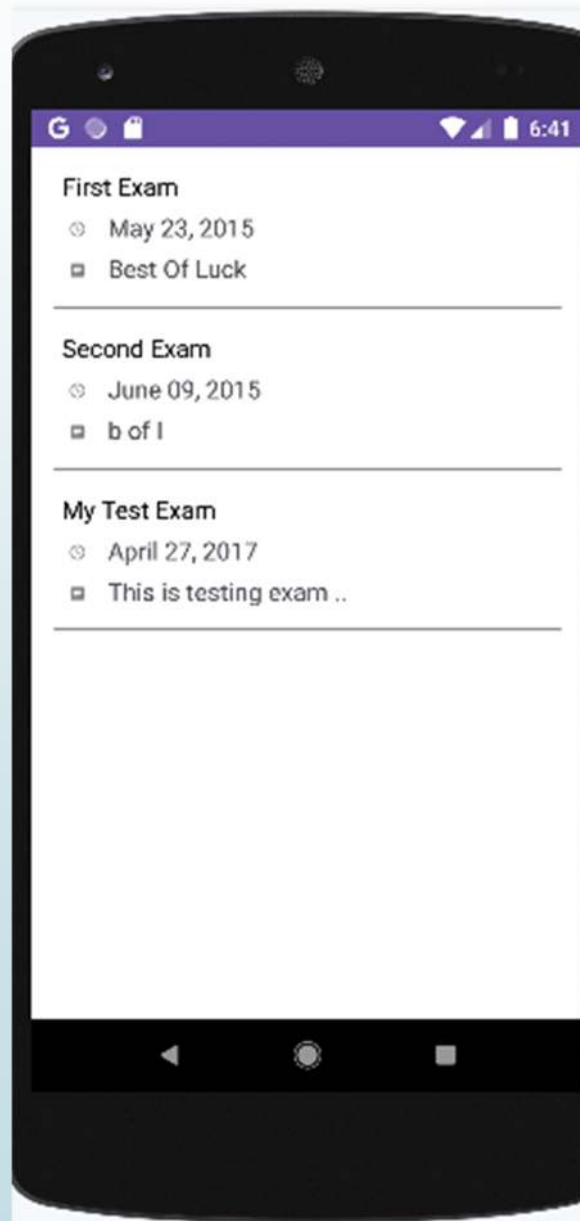 G 6:41
First Exam
May 23, 2015
Best Of Luck
Second Exam
June 09, 2015
b of l
My Test Exam
April 27, 2017
This is testing exam ..